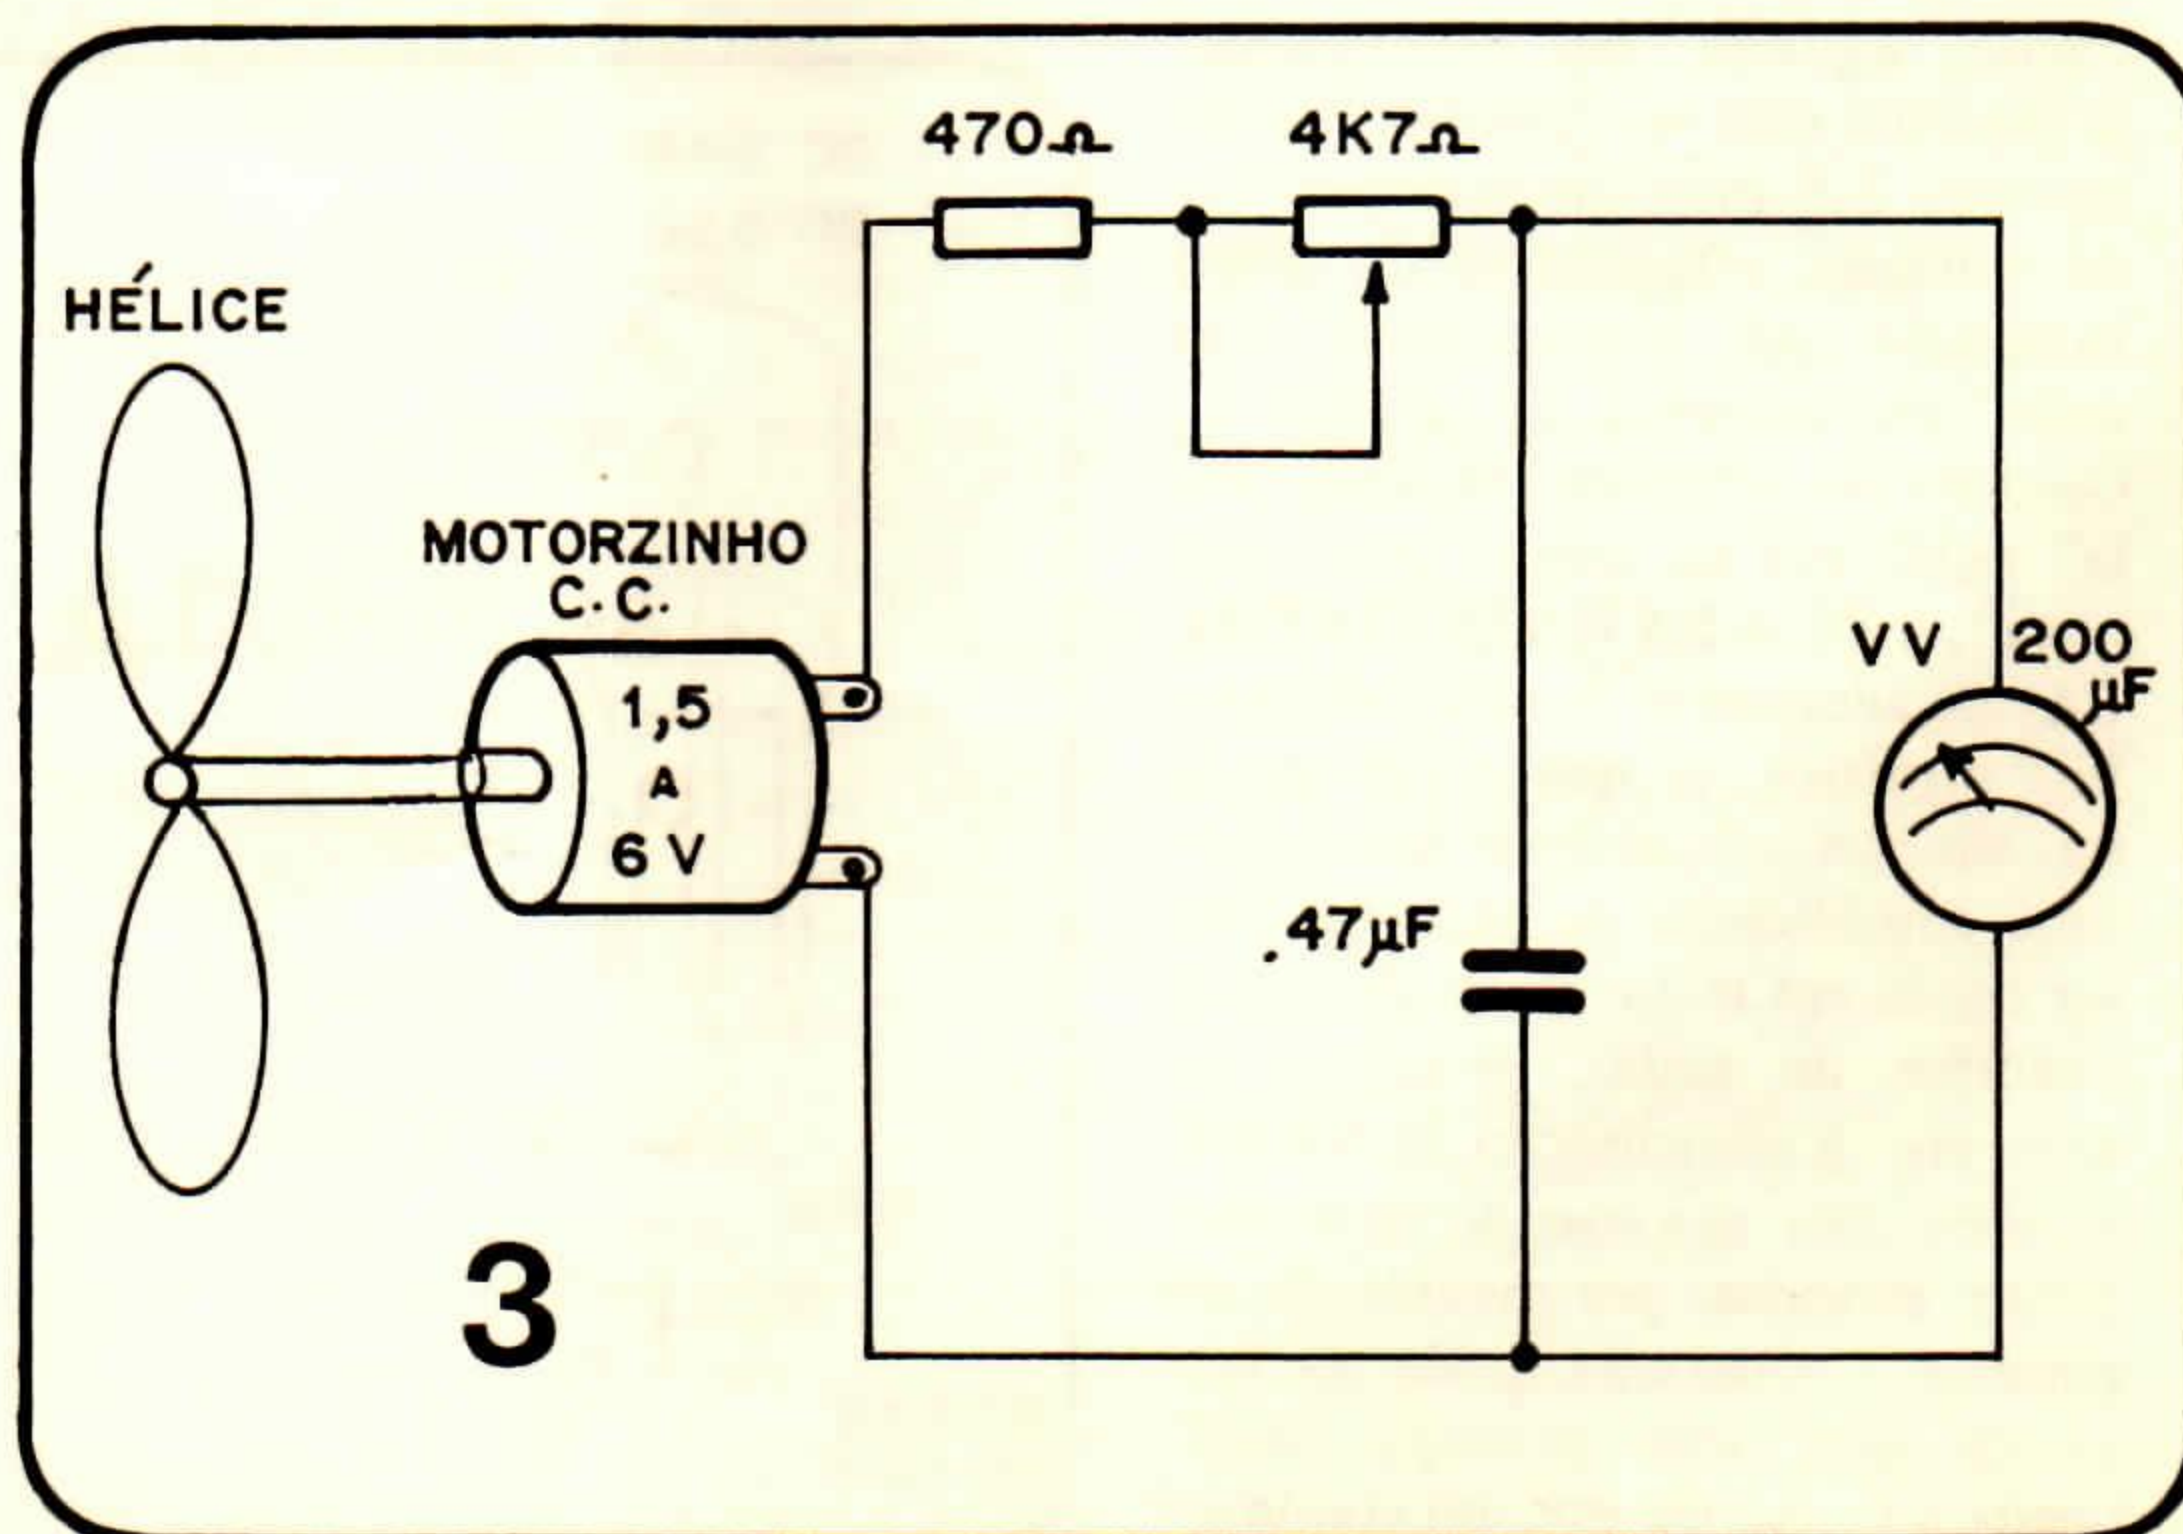 470Ω
4K7Ω
HÉLICE
MOTORZINHO
C.C.
1,5
A
6 V
VV
200
µF
.47µF
3